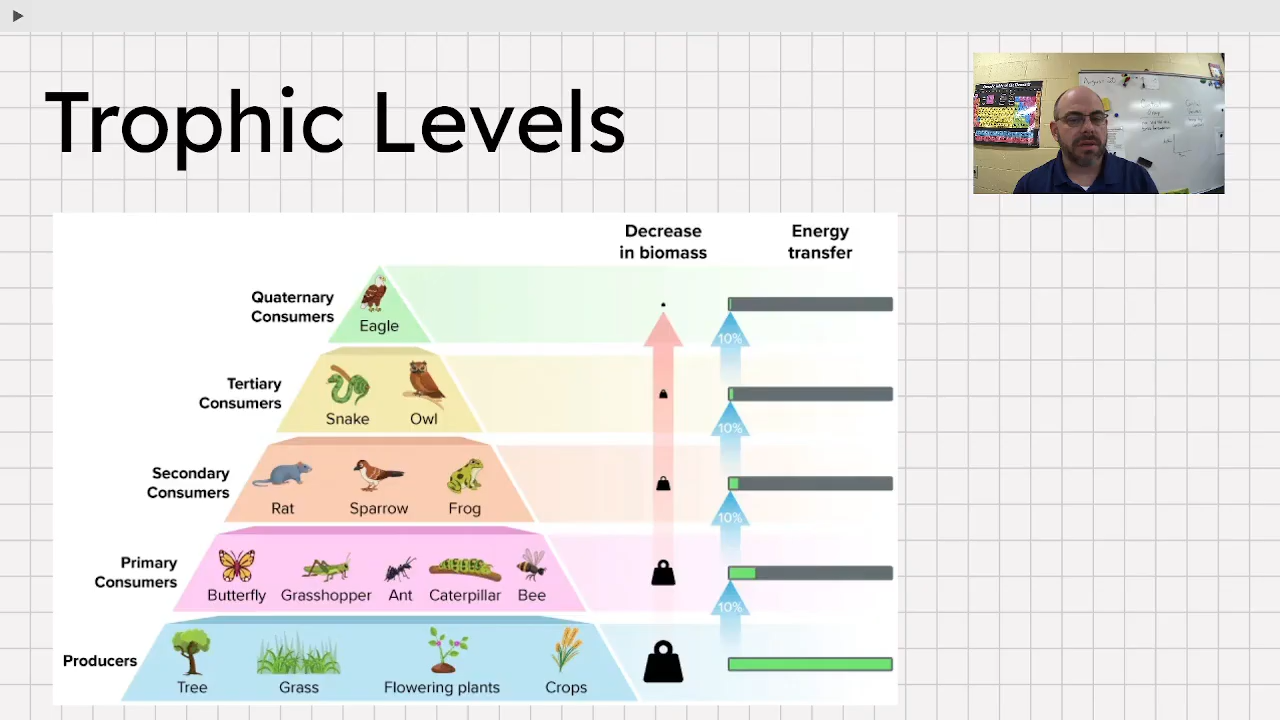 Trophic Levels
Decrease
in biomass
Energy
transfer
Quaternary
Consumers
Eagle
10%
Tertiary
Consumers
Snake
Owl
10%
Secondary
Consumers
Rat
Sparrow
Frog
10%
Primary
Consumers
Butterfly
Grasshopper
Ant
Caterpillar
Bee
10%
Producers
Tree
Grass
Flowering plants
Crops